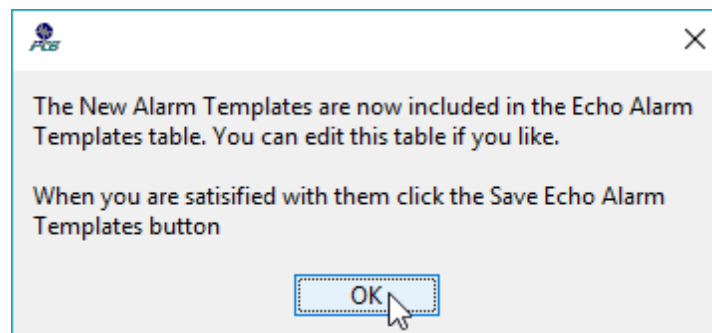 PCB
The New Alarm Templates are now included in the Echo Alarm
Templates table. You can edit this table if you like.
When you are satisified with them click the Save Echo Alarm
Templates button
OK